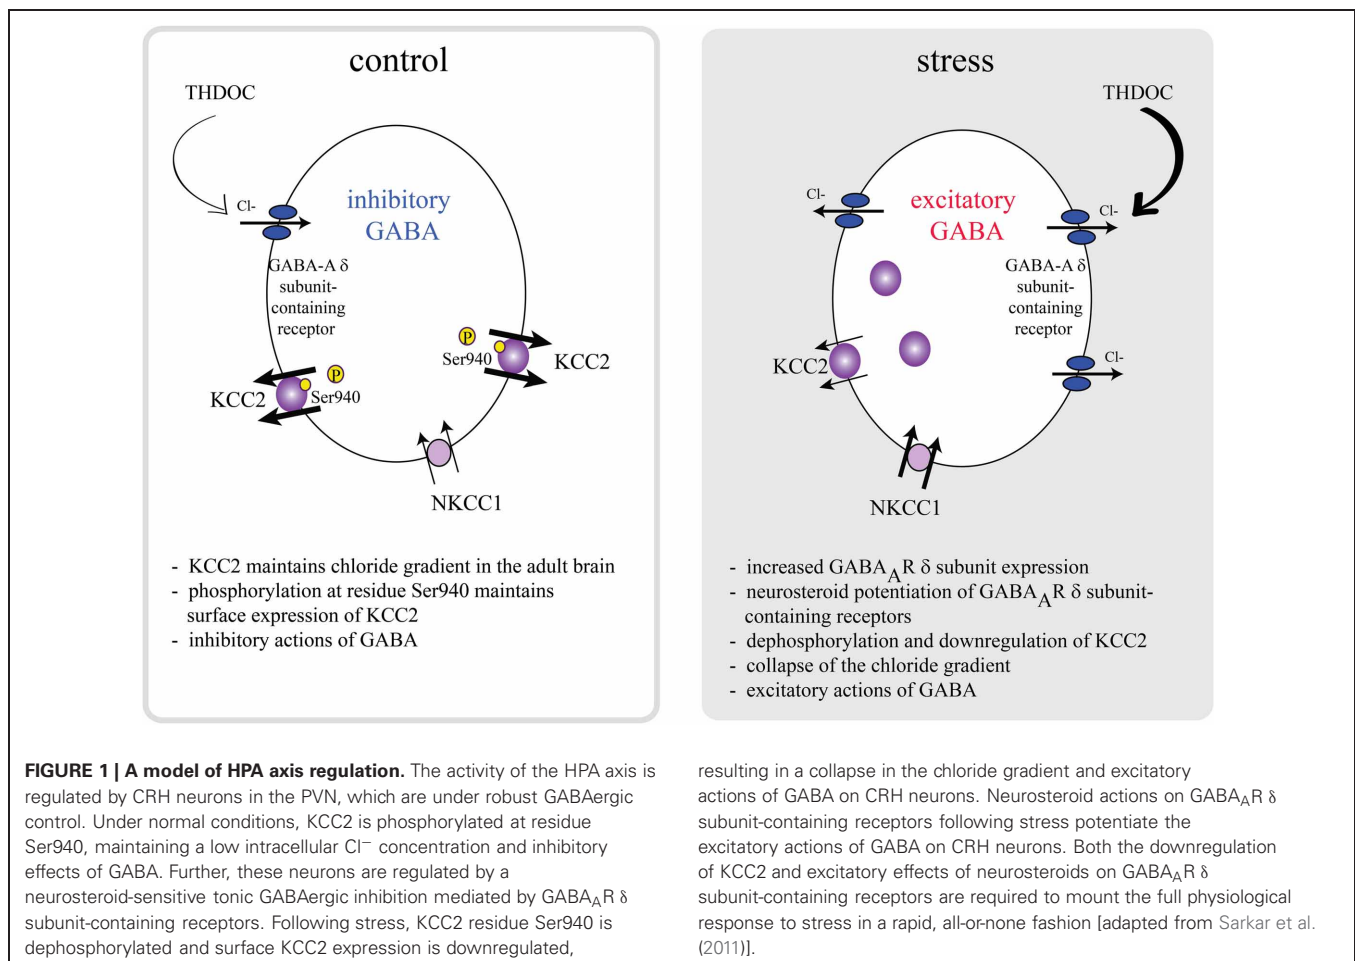 control
THDOC
Cl-
inhibitory
GABA
GABA-A δ
subunit-
containing
receptor
P
Ser940
KCC2
P
Ser940
KCC2
NKCC1
- KCC2 maintains chloride gradient in the adult brain
- phosphorylation at residue Ser940 maintains
surface expression of KCC2
- inhibitory actions of GABA
stress
THDOC
Cl-
excitatory
GABA
Cl-
GABA-A δ
subunit-
containing
receptor
KCC2
Cl-
NKCC1
- increased GABAAR δ subunit expression
- neurosteroid potentiation of GABAAR δ subunit-
containing receptors
- dephosphorylation and downregulation of KCC2
- collapse of the chloride gradient
- excitatory actions of GABA
FIGURE 1 | A model of HPA axis regulation. The activity of the HPA axis is
regulated by CRH neurons in the PVN, which are under robust GABAergic
control. Under normal conditions, KCC2 is phosphorylated at residue
Ser940, maintaining a low intracellular Cl− concentration and inhibitory
effects of GABA. Further, these neurons are regulated by a
neurosteroid-sensitive tonic GABAergic inhibition mediated by GABAAR δ
subunit-containing receptors. Following stress, KCC2 residue Ser940 is
dephosphorylated and surface KCC2 expression is downregulated,
resulting in a collapse in the chloride gradient and excitatory
actions of GABA on CRH neurons. Neurosteroid actions on GABAAR δ
subunit-containing receptors following stress potentiate the
excitatory actions of GABA on CRH neurons. Both the downregulation
of KCC2 and excitatory effects of neurosteroids on GABAAR δ
subunit-containing receptors are required to mount the full physiological
response to stress in a rapid, all-or-none fashion [adapted from Sarkar et al.
(2011)].